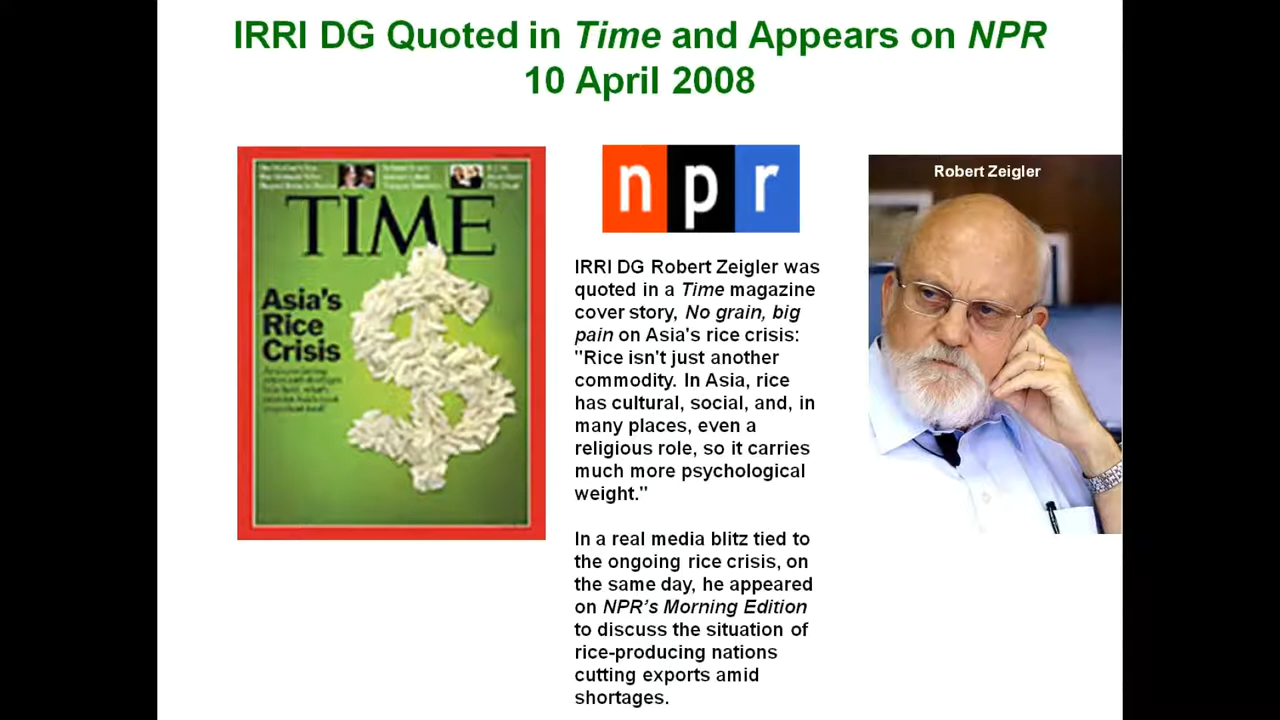 IRRI DG Quoted in Time and Appears on NPR
10 April 2008
TIME
Asia's
Rice
Crisis
npr
IRRI DG Robert Zeigler was
quoted in a Time magazine
cover story, No grain, big
pain on Asia's rice crisis:
"Rice isn't just another
commodity. In Asia, rice
has cultural, social, and, in
many places, even a
religious role, so it carries
much more psychological
weight."
In a real media blitz tied to
the ongoing rice crisis, on
the same day, he appeared
on NPR's Morning Edition
to discuss the situation of
rice-producing nations
cutting exports amid
shortages.
Robert Zeigler